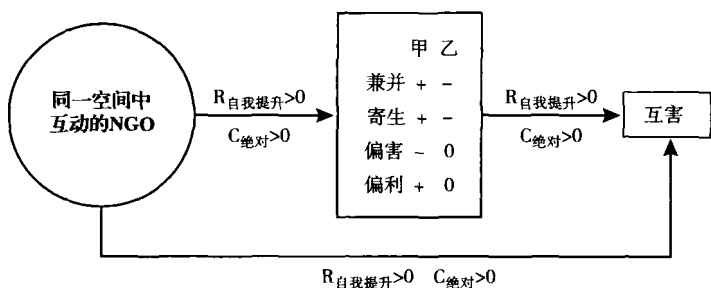 同一空间中
互动的NGO
R自我提升>0
C绝对>0
甲 乙
兼并 + -
寄生 + -
偏害 - 0
偏利 + 0
R自我提升>0
C绝对>0
互害
R自我提升>0 C绝对>0